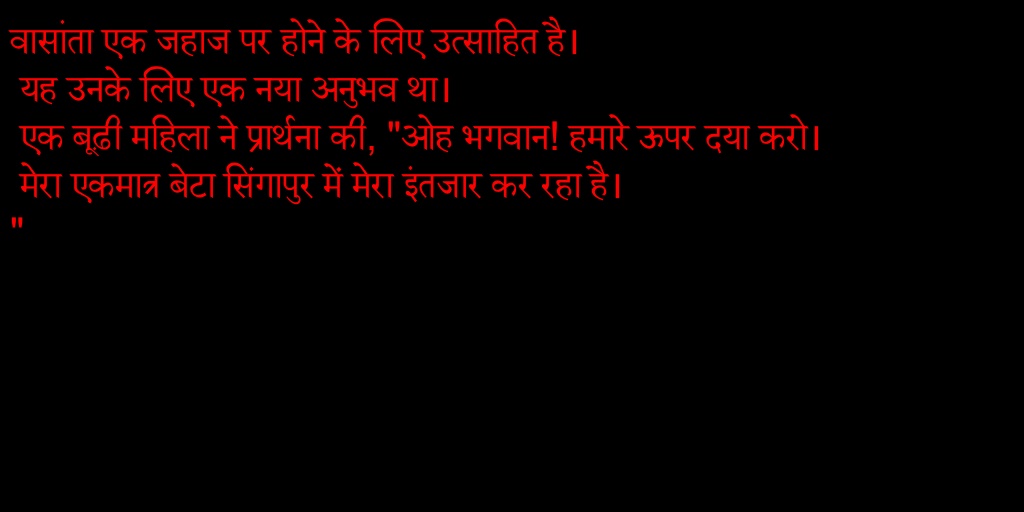 वासांता एक जहाज पर होने के लिए उत्साहित है।
यह उनके लिए एक नया अनुभव था।
एक बूढ़ी महिला ने प्रार्थना की, "ओह भगवान! हमारे ऊपर दया करो।
मेरा एकमात्र बेटा सिंगापुर में मेरा इंतजार कर रहा है।
"